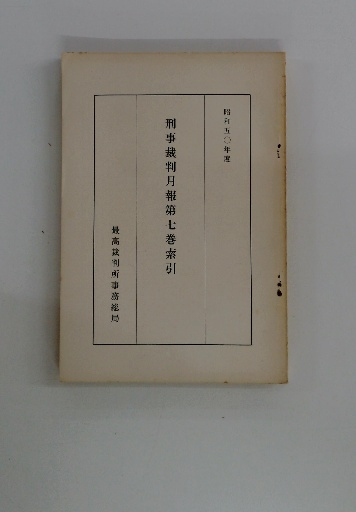 昭和五〇年度
刑事裁判月報第七巻索引
最高裁判所事務総局